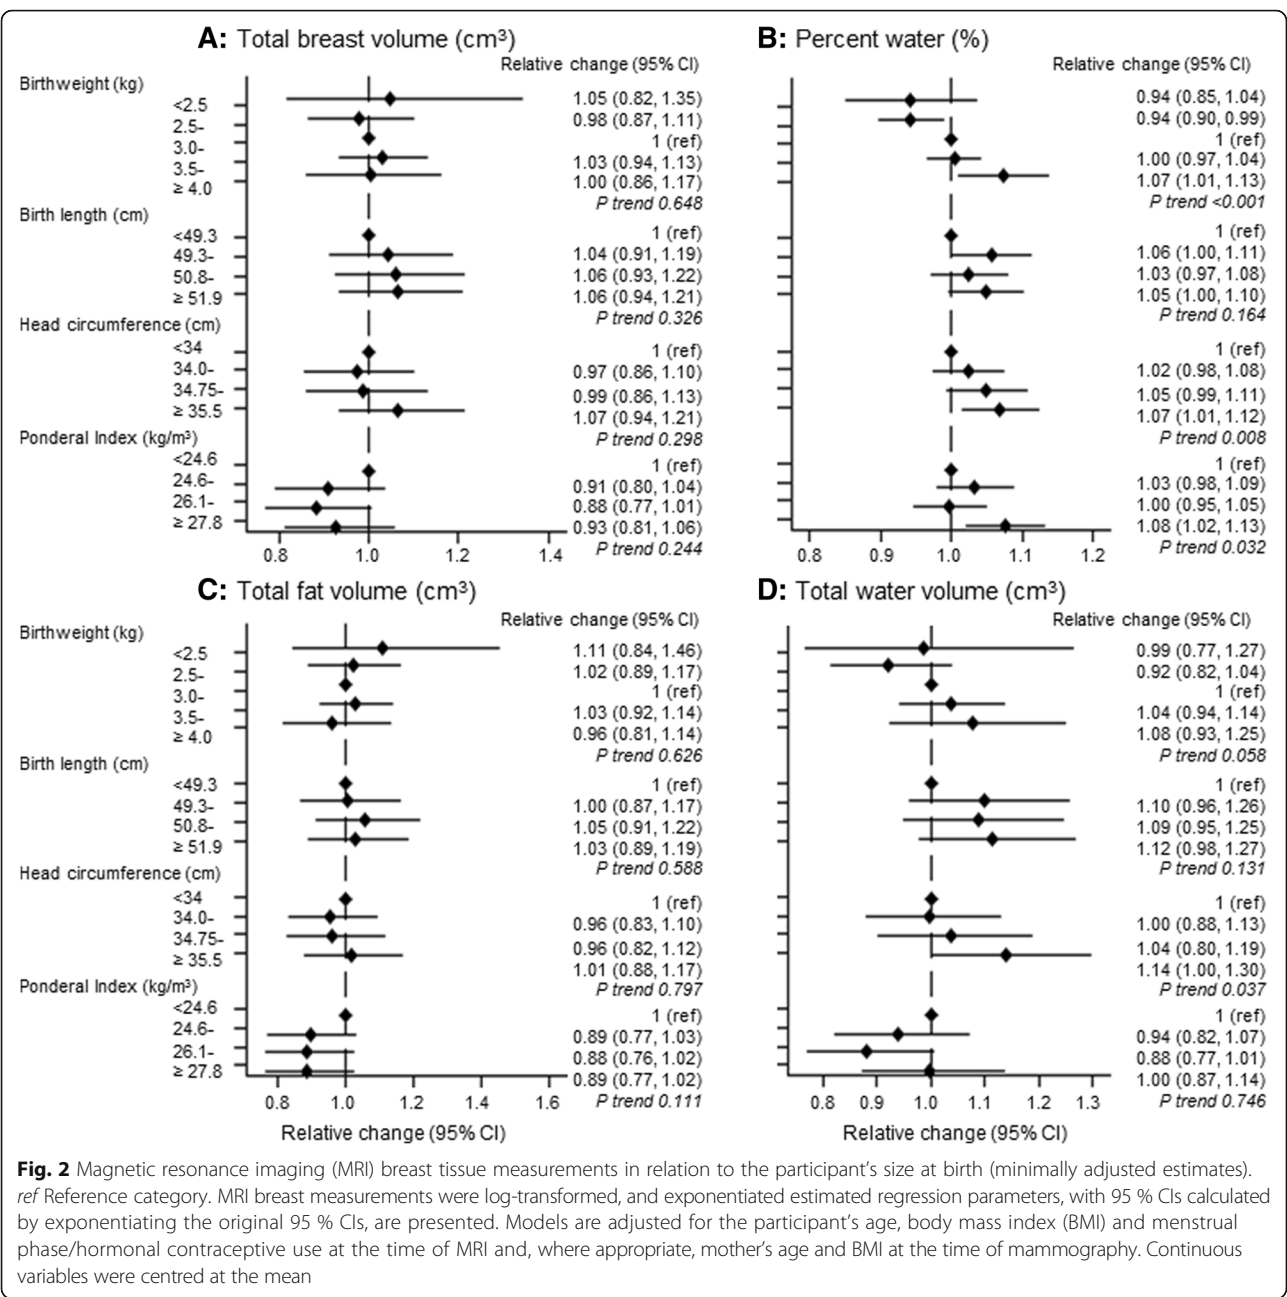 A: Total breast volume (cm³)
Relative change (95% CI)
Birthweight (kg)
<2.5 1.05 (0.82, 1.35)
2.5- 0.98 (0.87, 1.11)
3.0- 1 (ref)
3.5- 1.03 (0.94, 1.13)
≥ 4.0 1.00 (0.86, 1.17)
P trend 0.648
Birth length (cm)
<49.3 1 (ref)
49.3- 1.04 (0.91, 1.19)
50.8- 1.06 (0.93, 1.22)
≥ 51.9 1.06 (0.94, 1.21)
P trend 0.326
Head circumference (cm)
<34 1 (ref)
34.0- 0.97 (0.86, 1.10)
34.75- 0.99 (0.86, 1.13)
≥ 35.5 1.07 (0.94, 1.21)
P trend 0.298
Ponderal Index (kg/m³)
<24.6 1 (ref)
24.6- 0.91 (0.80, 1.04)
26.1- 0.88 (0.77, 1.01)
≥ 27.8 0.93 (0.81, 1.06)
P trend 0.244
0.8 1.0 1.2 1.4
B: Percent water (%)
Relative change (95% CI)
0.94 (0.85, 1.04)
0.94 (0.90, 0.99)
1 (ref)
1.00 (0.97, 1.04)
1.07 (1.01, 1.13)
P trend <0.001
1 (ref)
1.06 (1.00, 1.11)
1.03 (0.97, 1.08)
1.05 (1.00, 1.10)
P trend 0.164
1 (ref)
1.02 (0.98, 1.08)
1.05 (0.99, 1.11)
1.07 (1.01, 1.12)
P trend 0.008
1 (ref)
1.03 (0.98, 1.09)
1.00 (0.95, 1.05)
1.08 (1.02, 1.13)
P trend 0.032
0.8 0.9 1.0 1.1 1.2
C: Total fat volume (cm³)
Relative change (95% CI)
Birthweight (kg)
<2.5 1.11 (0.84, 1.46)
2.5- 1.02 (0.89, 1.17)
3.0- 1 (ref)
3.5- 1.03 (0.92, 1.14)
≥ 4.0 0.96 (0.81, 1.14)
P trend 0.626
Birth length (cm)
<49.3 1 (ref)
49.3- 1.00 (0.87, 1.17)
50.8- 1.05 (0.91, 1.22)
≥ 51.9 1.03 (0.89, 1.19)
P trend 0.588
Head circumference (cm)
<34 1 (ref)
34.0- 0.96 (0.83, 1.10)
34.75- 0.96 (0.82, 1.12)
≥ 35.5 1.01 (0.88, 1.17)
P trend 0.797
Ponderal Index (kg/m³)
<24.6 1 (ref)
24.6- 0.89 (0.77, 1.03)
26.1- 0.88 (0.76, 1.02)
≥ 27.8 0.89 (0.77, 1.02)
P trend 0.111
0.8 1.0 1.2 1.4 1.6
Relative change (95% CI)
D: Total water volume (cm³)
Relative change (95% CI)
0.99 (0.77, 1.27)
0.92 (0.82, 1.04)
1 (ref)
1.04 (0.94, 1.14)
1.08 (0.93, 1.25)
P trend 0.058
1 (ref)
1.10 (0.96, 1.26)
1.09 (0.95, 1.25)
1.12 (0.98, 1.27)
P trend 0.131
1 (ref)
1.00 (0.88, 1.13)
1.04 (0.80, 1.19)
1.14 (1.00, 1.30)
P trend 0.037
1 (ref)
0.94 (0.82, 1.07)
0.88 (0.77, 1.01)
1.00 (0.87, 1.14)
P trend 0.746
0.8 0.9 1.0 1.1 1.2 1.3
Relative change (95% CI)
Fig. 2 Magnetic resonance imaging (MRI) breast tissue measurements in relation to the participant's size at birth (minimally adjusted estimates).
ref Reference category. MRI breast measurements were log-transformed, and exponentiated estimated regression parameters, with 95 % CIs calculated
by exponentiating the original 95 % CIs, are presented. Models are adjusted for the participant's age, body mass index (BMI) and menstrual
phase/hormonal contraceptive use at the time of MRI and, where appropriate, mother's age and BMI at the time of mammography. Continuous
variables were centred at the mean